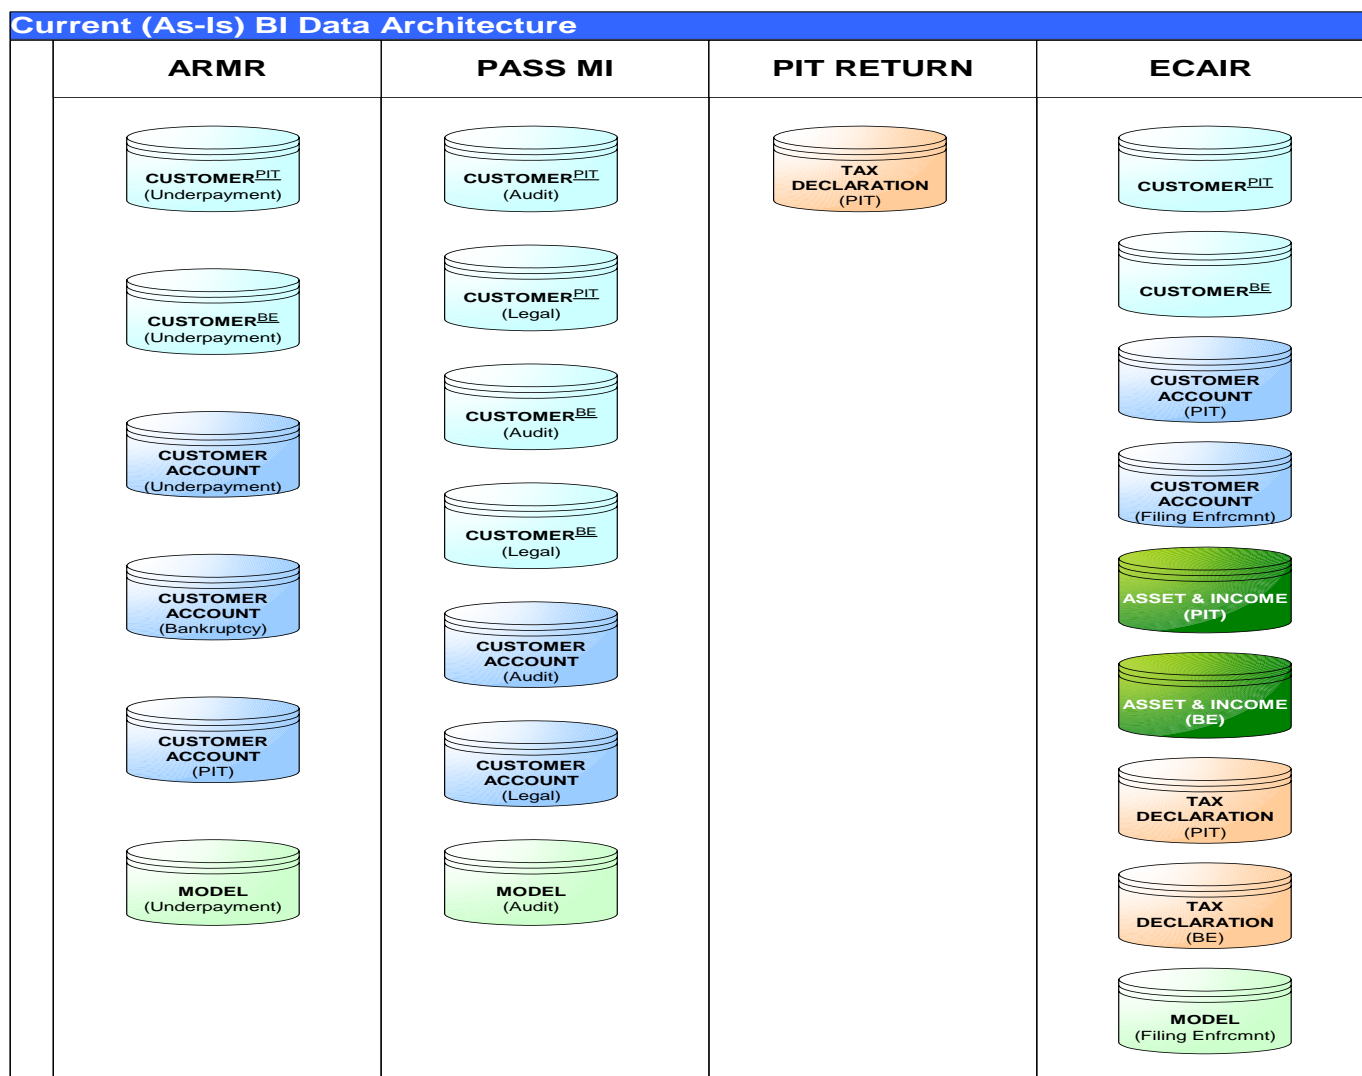 Current (As-Is) BI Data Architecture
ARMR
PASS MI
PIT RETURN
ECAIR
CUSTOMERPIT
(Underpayment)
CUSTOMERBE
(Underpayment)
CUSTOMER
ACCOUNT
(Underpayment)
CUSTOMER
ACCOUNT
(Bankruptcy)
CUSTOMER
ACCOUNT
(PIT)
MODEL
(Underpayment)
CUSTOMERPIT
(Audit)
CUSTOMERPIT
(Legal)
CUSTOMERBE
(Audit)
CUSTOMERBE
(Legal)
CUSTOMER
ACCOUNT
(Audit)
CUSTOMER
ACCOUNT
(Legal)
MODEL
(Audit)
TAX
DECLARATION
(PIT)
CUSTOMERPIT
CUSTOMERBE
CUSTOMER
ACCOUNT
(PIT)
CUSTOMER
ACCOUNT
(Filing Enfrcmnt)
ASSET & INCOME
(PIT)
ASSET & INCOME
(BE)
TAX
DECLARATION
(PIT)
TAX
DECLARATION
(BE)
MODEL
(Filing Enfrcmnt)